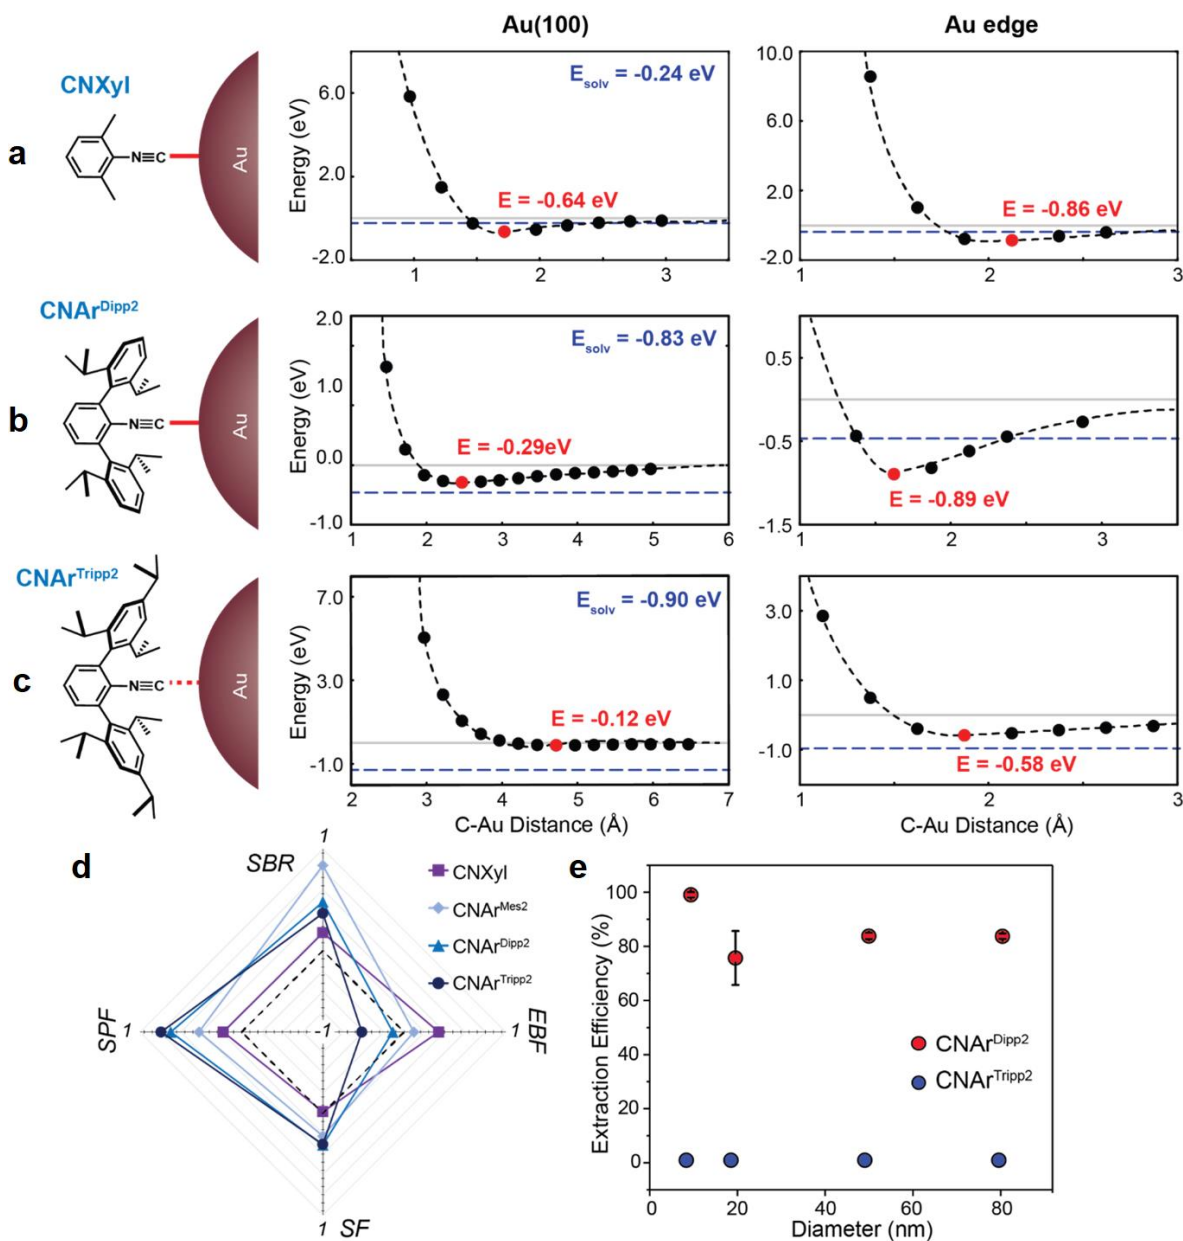 Au(100)
Au edge
a
CNXyl
N≡C
Au
Energy (eV)
6.0
2.0
-2.0
E_solv = -0.24 eV
E = -0.64 eV
1
2
3
10.0
6.0
2.0
-2.0
E = -0.86 eV
1
2
3
b
CNAr^Dipp2
N≡C
Au
Energy (eV)
2.0
1.0
0.0
-1.0
E_solv = -0.83 eV
E = -0.29eV
1
2
3
4
5
6
0.5
-0.5
-1.5
E = -0.89 eV
1
2
3
c
CNAr^Tripp2
N≡C
Au
Energy (eV)
7.0
3.0
-1.0
E_solv = -0.90 eV
E = -0.12 eV
2
3
4
5
6
7
C-Au Distance (Å)
3.0
1.0
-1.0
E = -0.58 eV
1
2
3
C-Au Distance (Å)
d
1
SBR
CNXyl
CNAr^Mes2
CNAr^Dipp2
CNAr^Tripp2
SPF
1
-1
1
EBF
1
SF
e
Extraction Efficiency (%)
100
80
60
40
20
0
CNAr^Dipp2
CNAr^Tripp2
0
20
40
60
80
Diameter (nm)